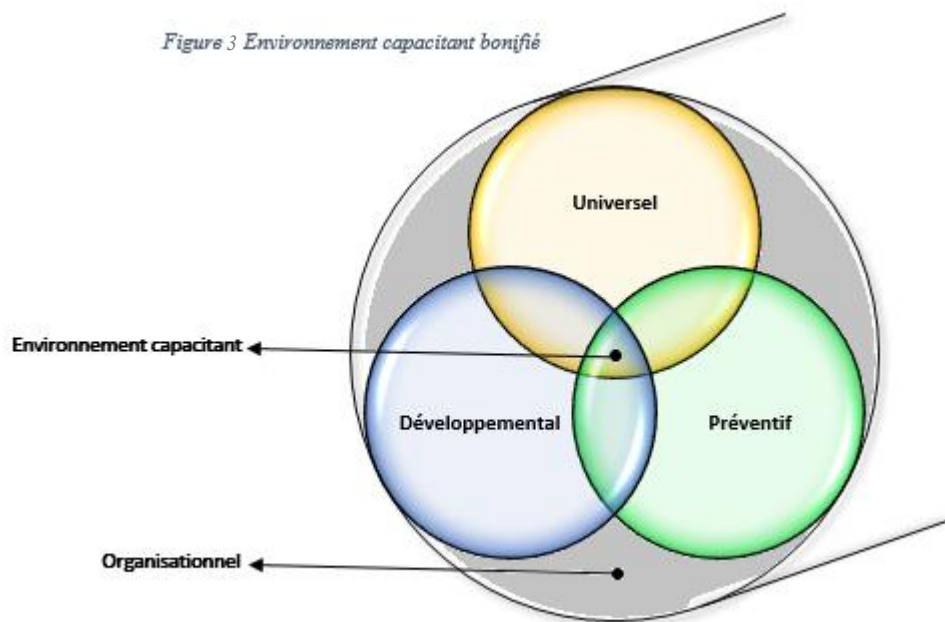 Figure 3 Environnement capacitant bonifié
Universel
Environnement capacitant
Développemental
Préventif
Organisationnel